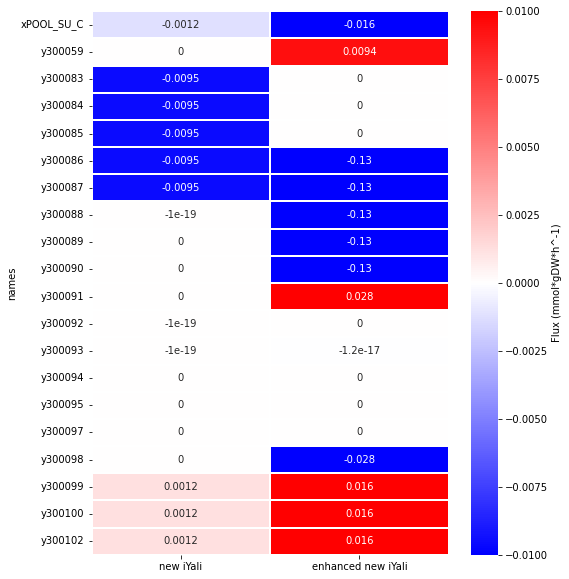 xPOOL_SU_C -0.0012 -0.016
y300059 0 0.0094
y300083 -0.0095 0
y300084 -0.0095 0
y300085 -0.0095 0
y300086 -0.0095 -0.13
y300087 -0.0095 -0.13
y300088 -1e-19 -0.13
y300089 0 -0.13
y300090 0 -0.13
y300091 0 0.028
y300092 -1e-19 0
y300093 -1e-19 -1.2e-17
y300094 0 0
y300095 0 0
y300097 0 0
y300098 0 -0.028
y300099 0.0012 0.016
y300100 0.0012 0.016
y300102 0.0012 0.016
names
new iYali enhanced new iYali
0.0100
0.0075
0.0050
0.0025
0.0000
−0.0025
−0.0050
−0.0075
−0.0100
Flux (mmol*gDW*h^-1)